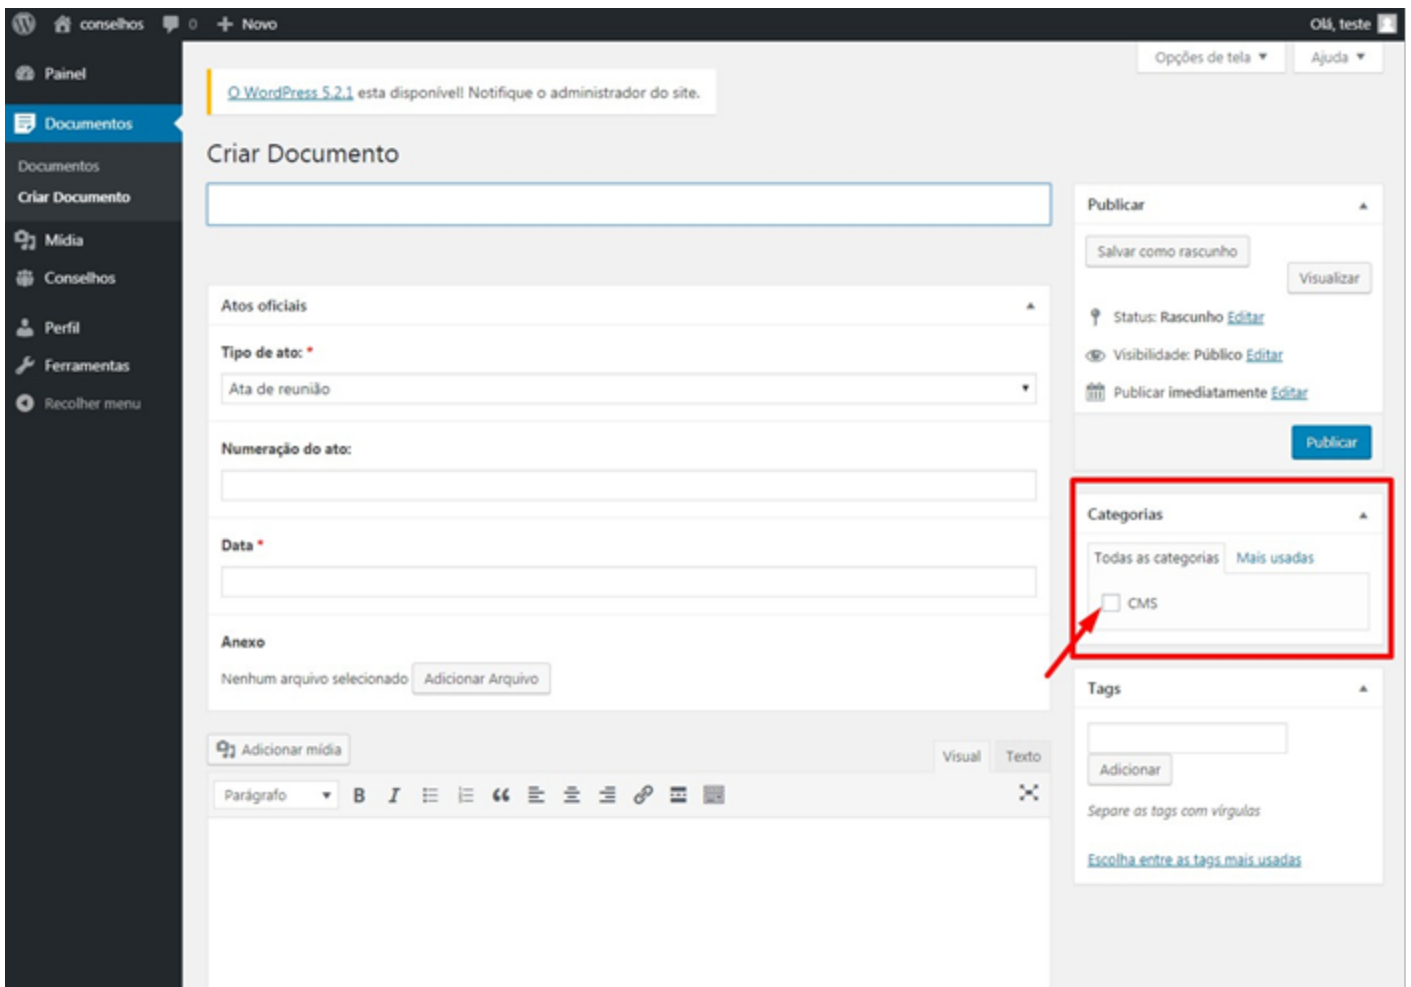 conselhos 0 + Novo
Olá, teste
Painel
Documentos
Documentos
Criar Documento
Mídia
Conselhos
Perfil
Ferramentas
Recolher menu
Opções de tela
Ajuda
O WordPress 5.2.1 esta disponível! Notifique o administrador do site.
Criar Documento
Atos oficiais
Tipo de ato: *
Ata de reunião
Numeração do ato:
Data *
Anexo
Nenhum arquivo selecionado Adicionar Arquivo
Adicionar mídia
Visual Texto
Parágrafo B I
Publicar
Salvar como rascunho
Visualizar
Status: Rascunho Editar
Visibilidade: Público Editar
Publicar imediatamente Editar
Publicar
Categorias
Todas as categorias Mais usadas
CMS
Tags
Adicionar
Separe as tags com vírgulas
Escolha entre as tags mais usadas